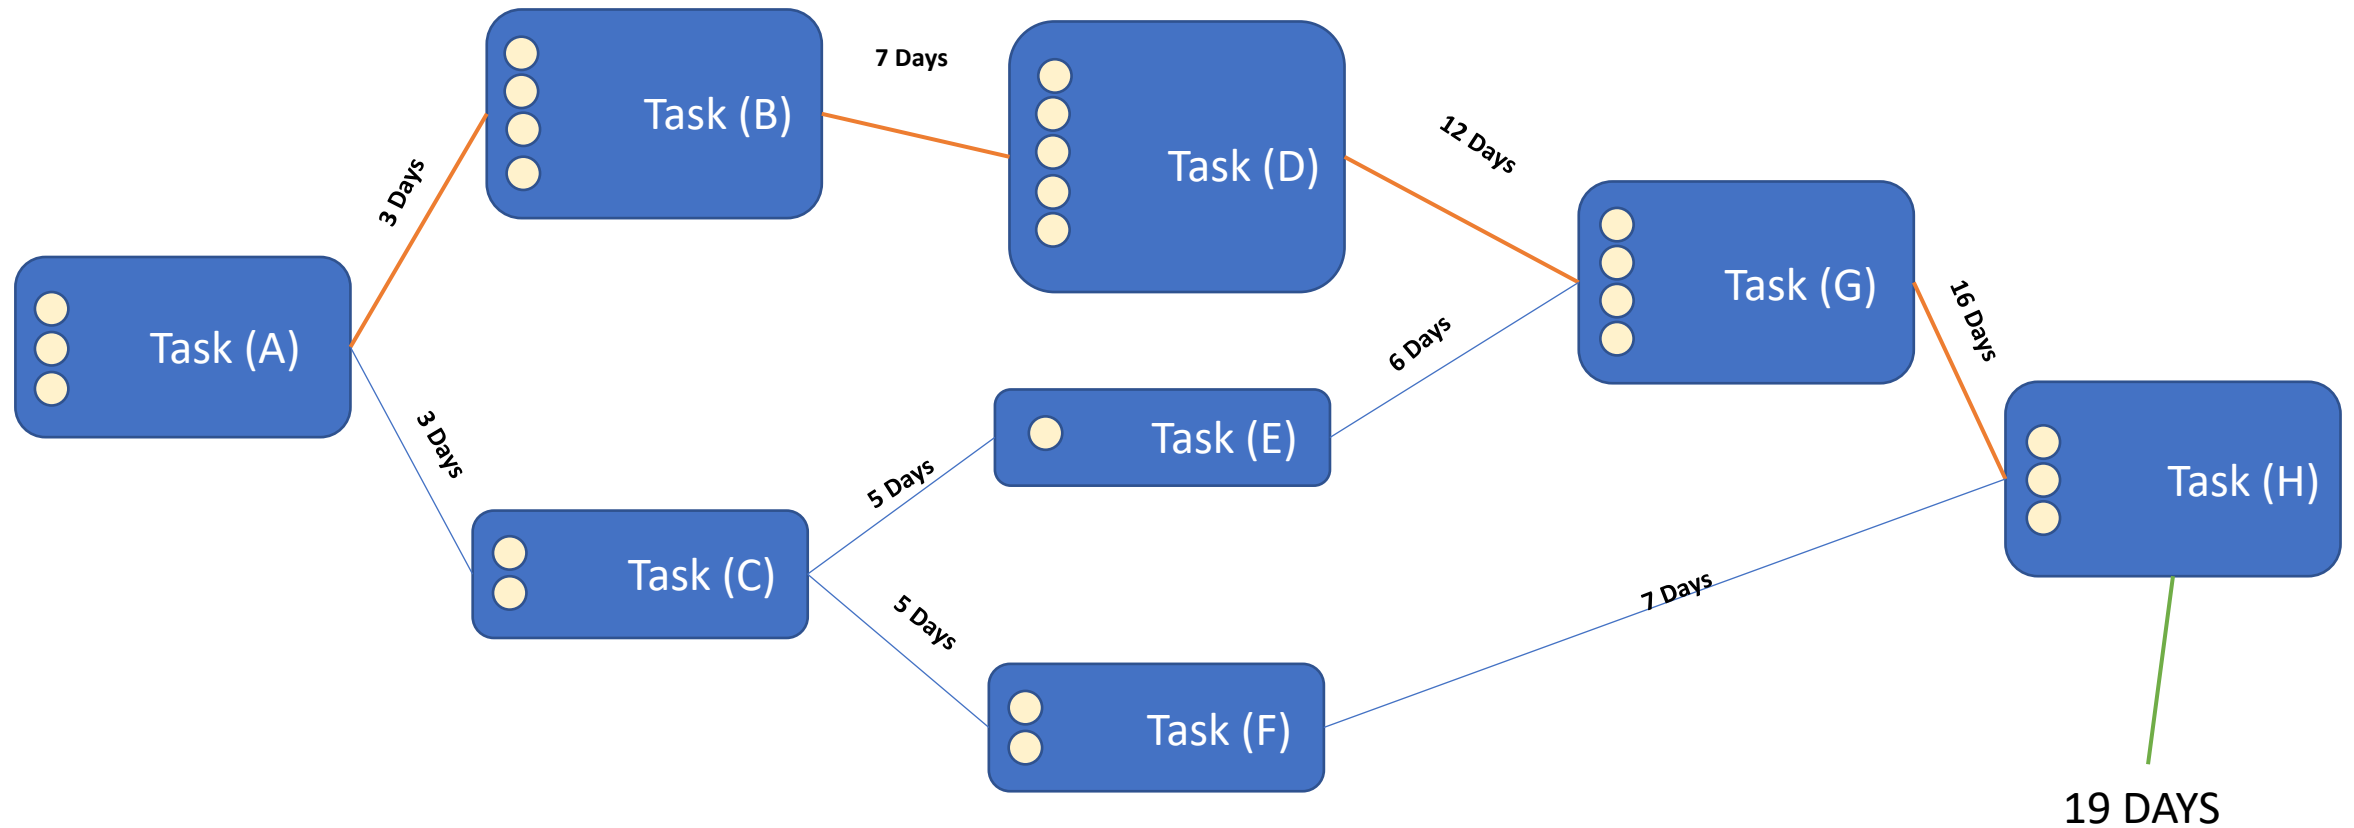 Task (A)
3 Days
3 Days
Task (B)
7 Days
Task (C)
5 Days
5 Days
Task (D)
12 Days
Task (E)
6 Days
Task (F)
7 Days
Task (G)
16 Days
Task (H)
19 DAYS